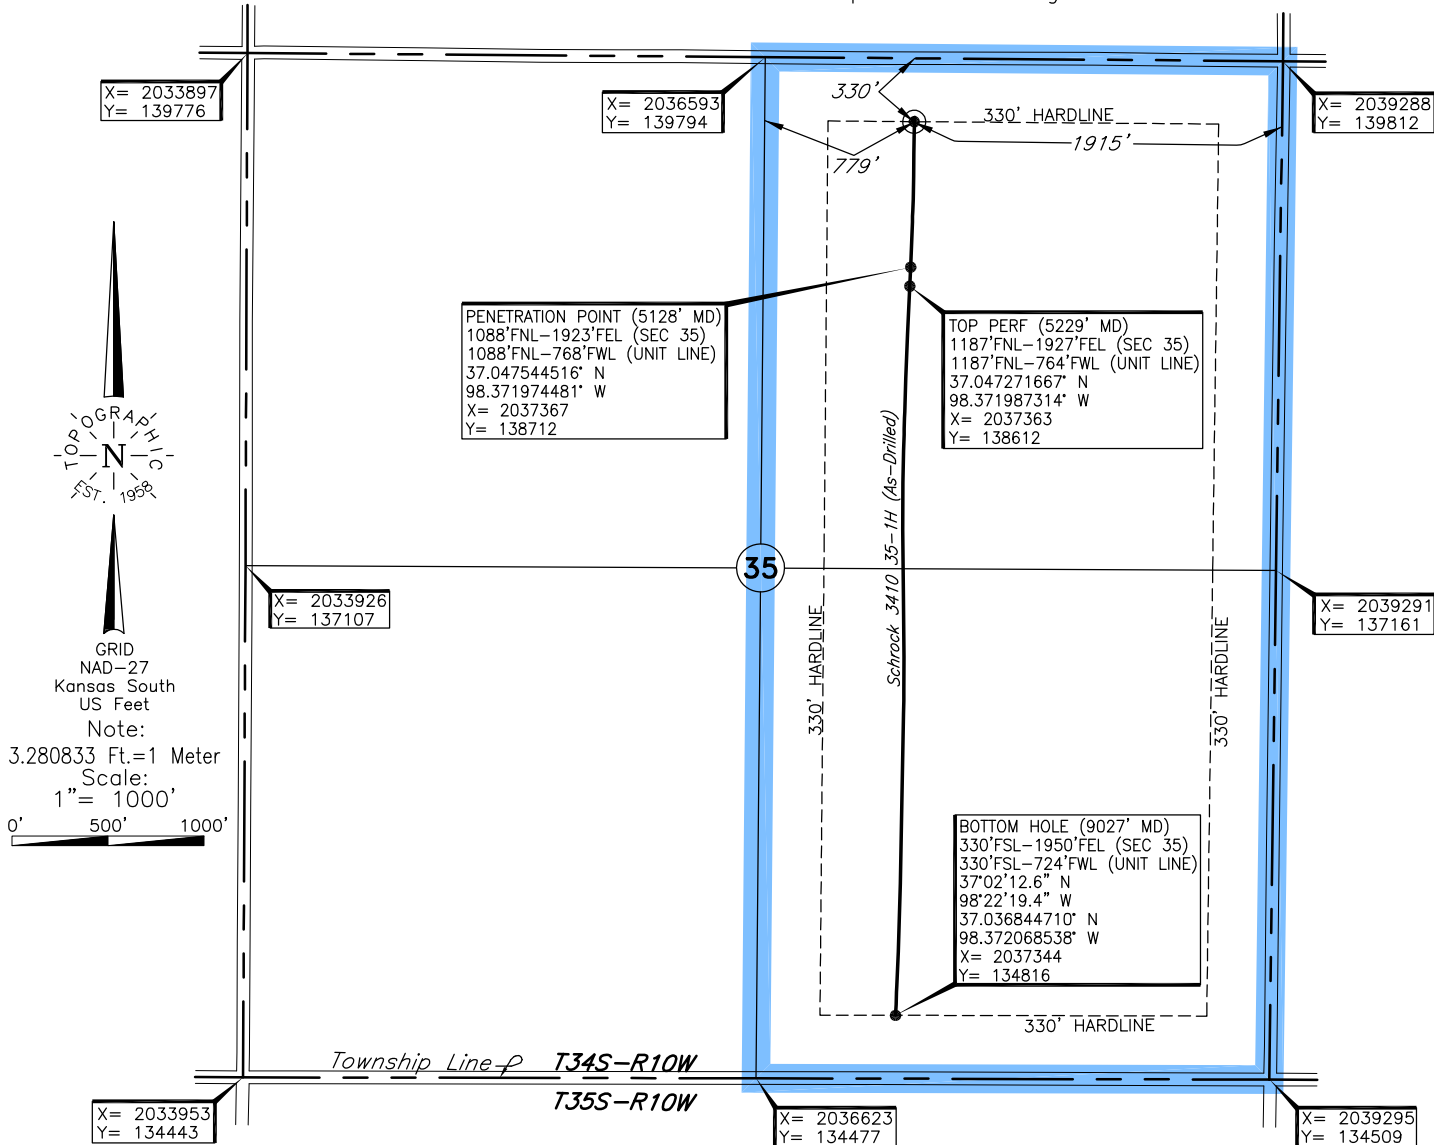 X= 2033897
Y= 139776
X= 2036593
Y= 139794
X= 2039288
Y= 139812
330'
330' HARDLINE
1915'
779'
PENETRATION POINT (5128' MD)
1088'FNL-1923'FEL (SEC 35)
1088'FNL-768'FWL (UNIT LINE)
37.047544516° N
98.371974481° W
X= 2037367
Y= 138712
TOP PERF (5229' MD)
1187'FNL-1927'FEL (SEC 35)
1187'FNL-764'FWL (UNIT LINE)
37.047271667° N
98.371987314° W
X= 2037363
Y= 138612
TOPOGRAPHIC
N
EST. 1958
Schrock 3410 35-1H (As-Drilled)
35
X= 2033926
Y= 137107
X= 2039291
Y= 137161
330' HARDLINE
330' HARDLINE
GRID
NAD-27
Kansas South
US Feet
Note:
3.280833 Ft.=1 Meter
Scale:
1"= 1000'
0' 500' 1000'
BOTTOM HOLE (9027' MD)
330'FSL-1950'FEL (SEC 35)
330'FSL-724'FWL (UNIT LINE)
37°02'12.6" N
98°22'19.4" W
37.036844710° N
98.372068538° W
X= 2037344
Y= 134816
330' HARDLINE
Township Line T34S-R10W
T35S-R10W
X= 2033953
Y= 134443
X= 2036623
Y= 134477
X= 2039295
Y= 134509